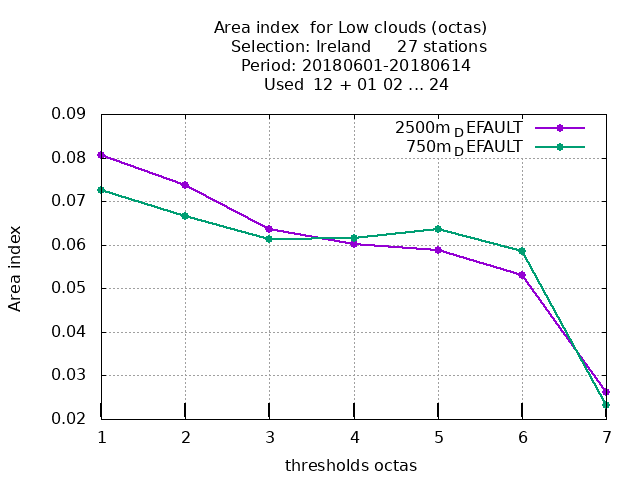 Area index  for Low clouds (octas)
Selection: Ireland     27 stations
Period: 20180601-20180614
Used  12 + 01 02 ... 24
2500m_DEFAULT
750m_DEFAULT
0.09
0.08
0.07
0.06
0.05
0.04
0.03
0.02
Area index
1 2 3 4 5 6 7
thresholds octas